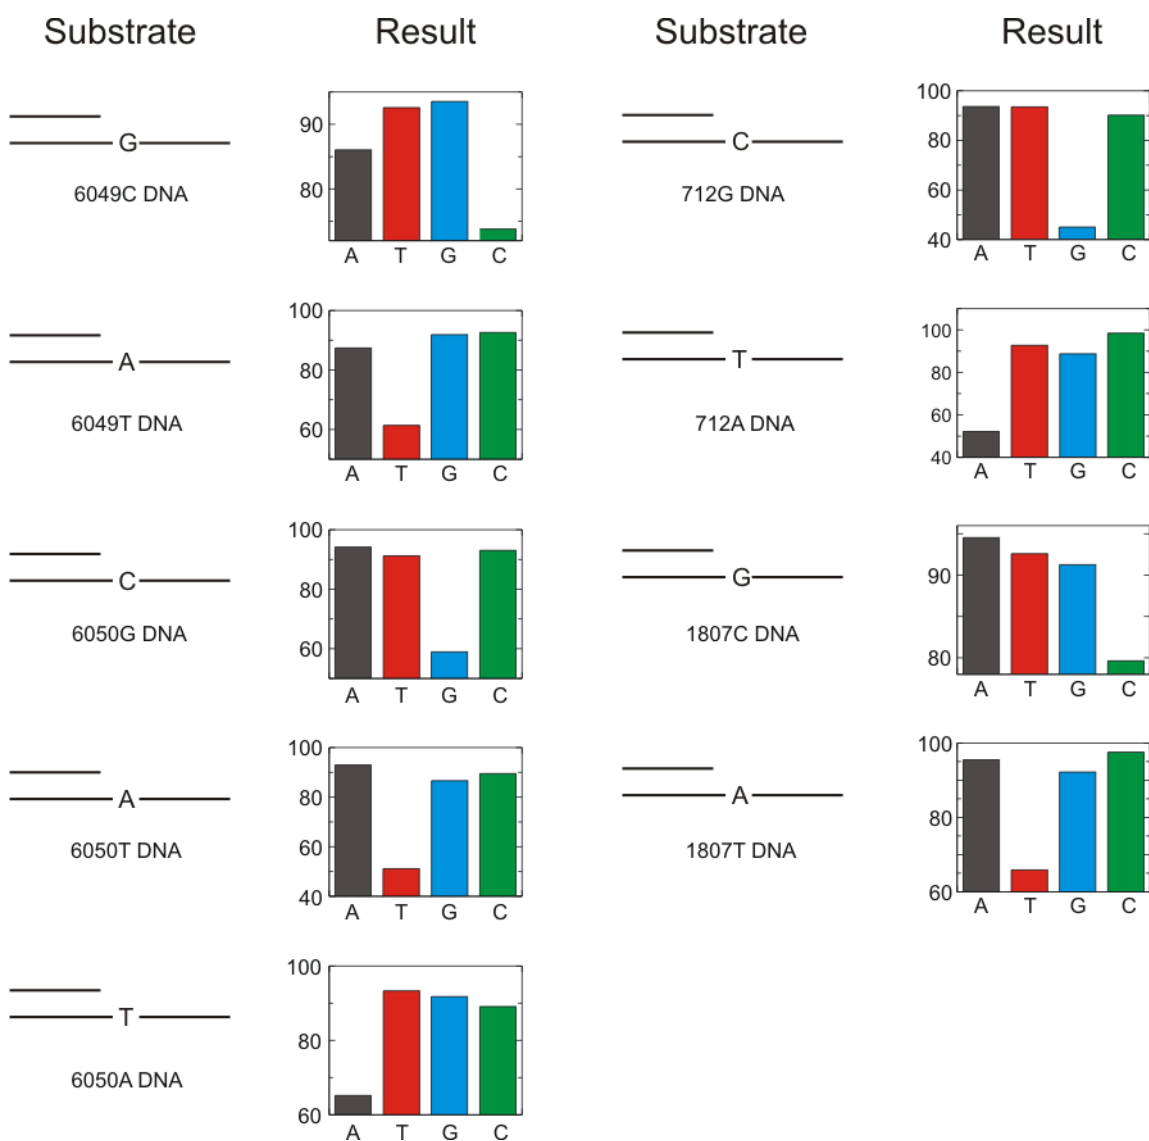 Substrate Result Substrate Result
G
6049C DNA
90
80
A T G C
C
712G DNA
100
80
60
40
A T G C
A
6049T DNA
100
80
60
A T G C
T
712A DNA
100
80
60
40
A T G C
C
6050G DNA
100
80
60
A T G C
G
1807C DNA
90
80
A T G C
A
6050T DNA
100
80
60
40
A T G C
A
1807T DNA
100
80
60
A T G C
T
6050A DNA
100
80
60
A T G C